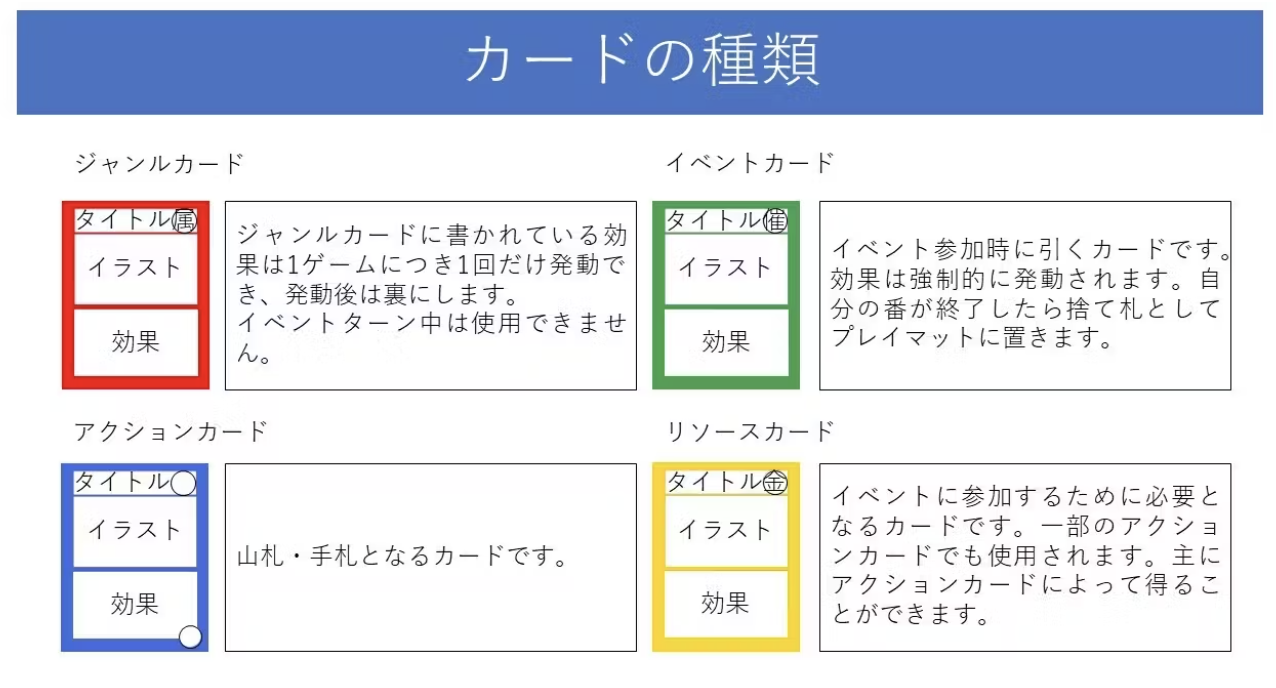 カードの種類
ジャンルカード
タイトル㊙属
イラスト
効果
ジャンルカードに書かれている効
果は1ゲームにつき1回だけ発動で
き、発動後は裏にします。
イベントターン中は使用できませ
ん。
イベントカード
タイトル催
イラスト
効果
イベント参加時に引くカードです。
効果は強制的に発動されます。自
分の番が終了したら捨て札として
プレイマットに置きます。
アクションカード
タイトル◯
イラスト
効果
山札・手札となるカードです。
リソースカード
タイトル㊎
イラスト
効果
イベントに参加するために必要と
なるカードです。一部のアクショ
ンカードでも使用されます。主に
アクションカードによって得るこ
とができます。